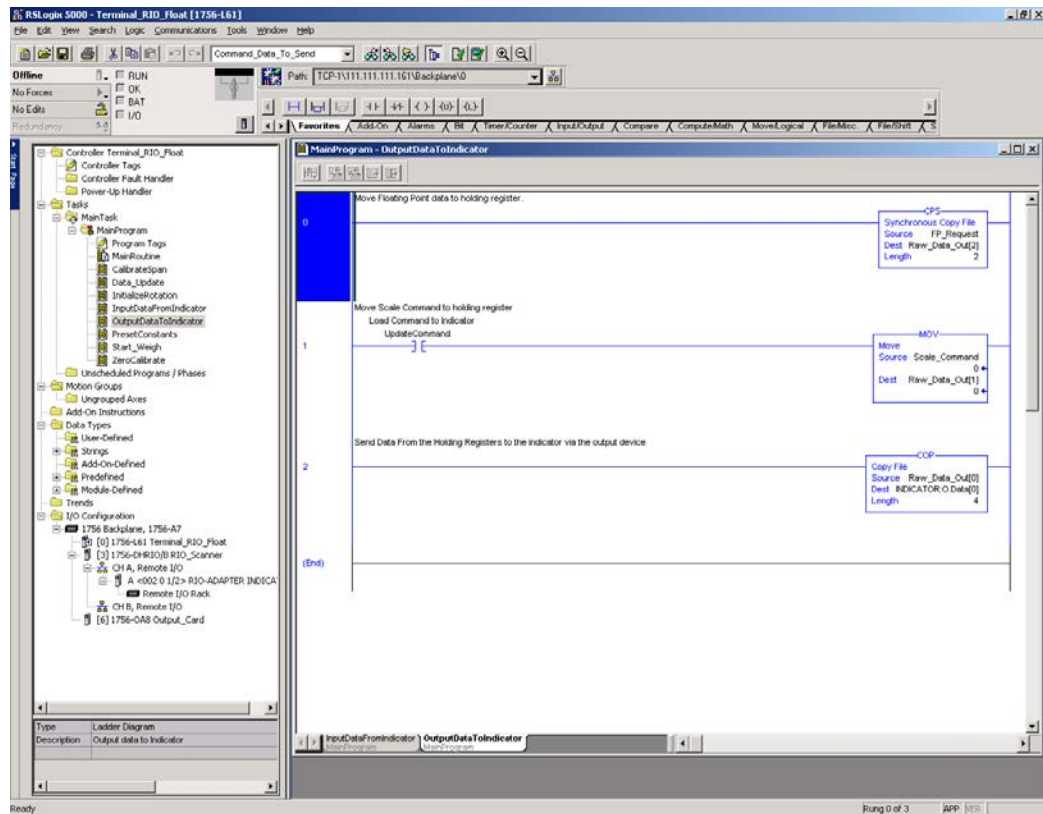 RSLogix 5000 - Terminal_RIO_Float [1756-L61]
File Edit View Search Logic Communications Tools Window Help
Command_Data_To_Send
Offline
RUN
Path: TCP-1\111.111.111.161\Backplane\0
No Forces
OK
No Edits
BAT
I/O
Redundancy
Favorites Add-On Alarms Bit Timer/Counter Input/Output Compare Compute/Math Move/Logical File/Misc. File/Shift S
Start Page
Controller Terminal_RIO_Float
Controller Tags
Controller Fault Handler
Power-Up Handler
Tasks
MainTask
MainProgram
Program Tags
MainRoutine
CalibrateSpan
Data_Update
InitializeRotation
InputDataFromIndicator
OutputDataToIndicator
PresetConstants
Start_Weigh
ZeroCalibrate
Unscheduled Programs / Phases
Motion Groups
Ungrouped Axes
Add-On Instructions
Data Types
User-Defined
Strings
Add-On-Defined
Predefined
Module-Defined
Trends
I/O Configuration
1756 Backplane, 1756-A7
[0] 1756-L61 Terminal_RIO_Float
[3] 1756-DHRIO/B RIO_Scanner
CH A, Remote I/O
A <002 0 1/2> RIO-ADAPTER INDICA
Remote I/O Rack
CH B, Remote I/O
[6] 1756-OA8 Output_Card
Type Ladder Diagram
Description Output data to Indicator
MainProgram - OutputDataToIndicator
Move Floating Point data to holding register.
0
CPS
Synchronous Copy File
Source FP_Request
Dest Raw_Data_Out[2]
Length 2
Move Scale Command to holding register
Load Command to Indicator
UpdateCommand
1
MOV
Move
Source Scale_Command
0
Dest Raw_Data_Out[1]
0
Send Data From the Holding Registers to the indicator via the output device
2
COP
Copy File
Source Raw_Data_Out[0]
Dest INDICATOR:O.Data[0]
Length 4
(End)
InputDataFromIndicator OutputDataToIndicator
MainProgram MainProgram
Ready
Rung 0 of 3 APP VER